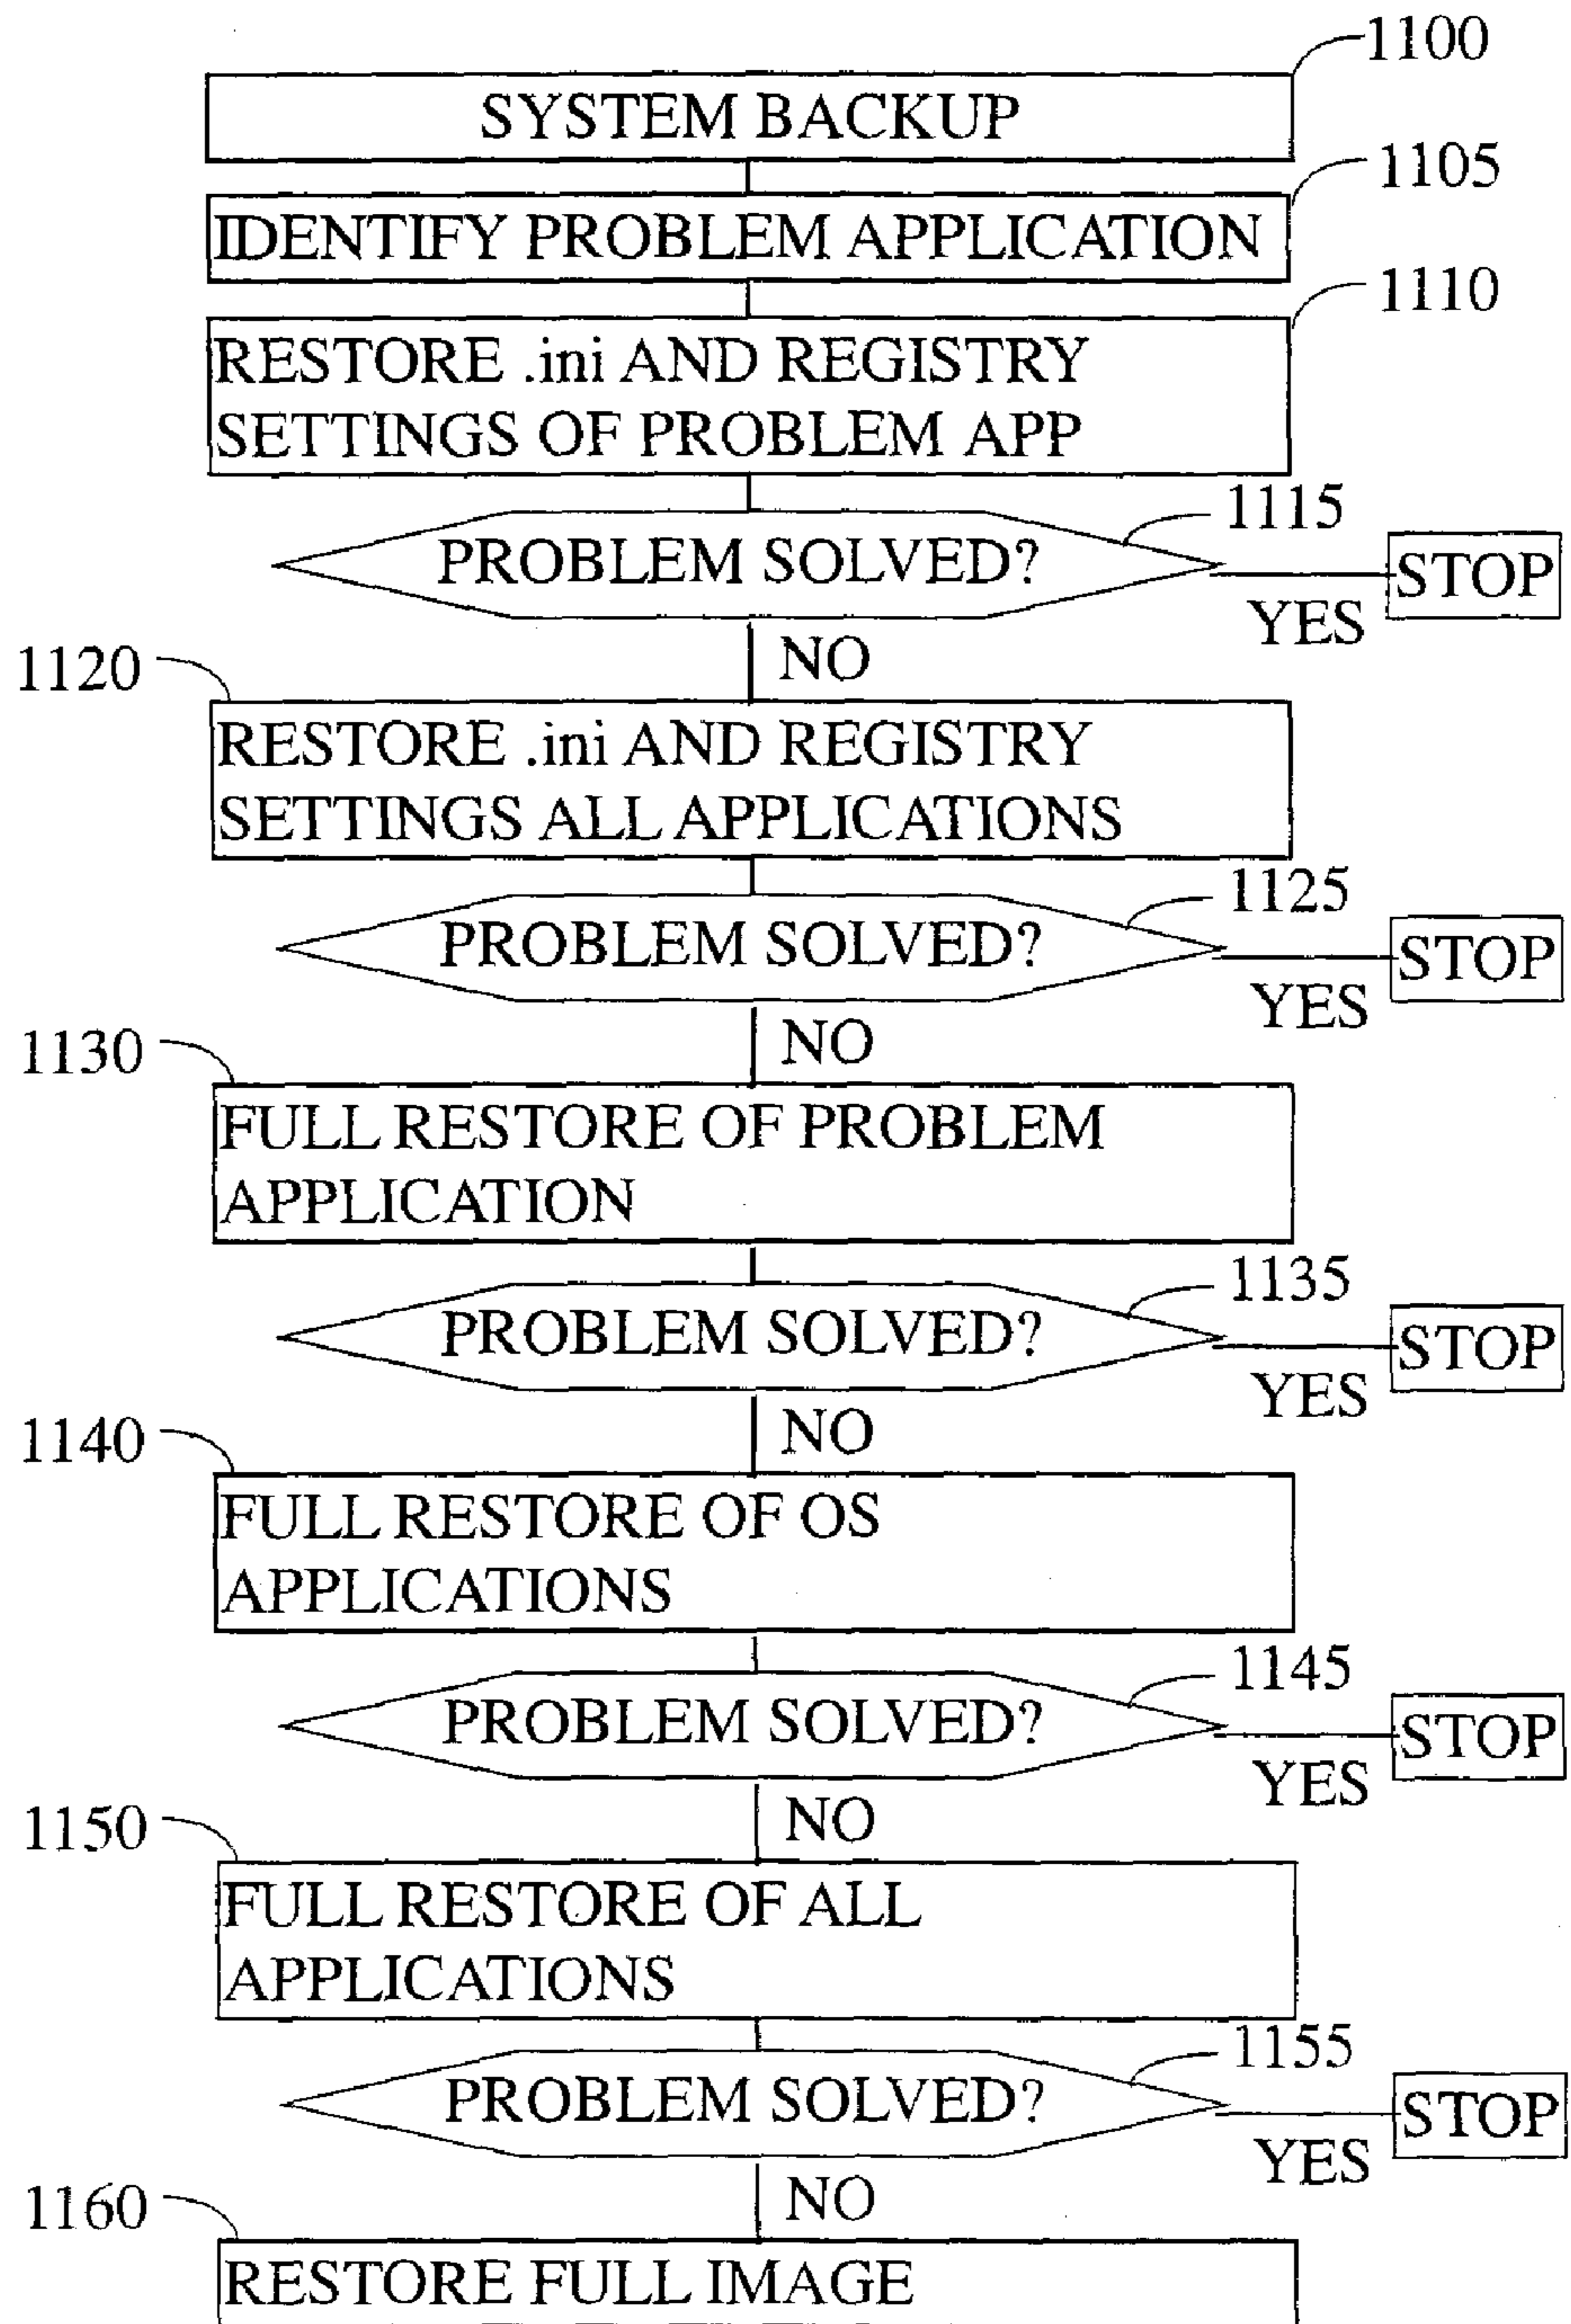 1100
SYSTEM BACKUP
1105
IDENTIFY PROBLEM APPLICATION
1110
RESTORE .ini AND REGISTRY
SETTINGS OF PROBLEM APP
1115
PROBLEM SOLVED?
STOP
YES
NO
1120
RESTORE .ini AND REGISTRY
SETTINGS ALL APPLICATIONS
1125
PROBLEM SOLVED?
STOP
YES
NO
1130
FULL RESTORE OF PROBLEM
APPLICATION
1135
PROBLEM SOLVED?
STOP
YES
NO
1140
FULL RESTORE OF OS
APPLICATIONS
1145
PROBLEM SOLVED?
STOP
YES
NO
1150
FULL RESTORE OF ALL
APPLICATIONS
1155
PROBLEM SOLVED?
STOP
YES
NO
1160
RESTORE FULL IMAGE